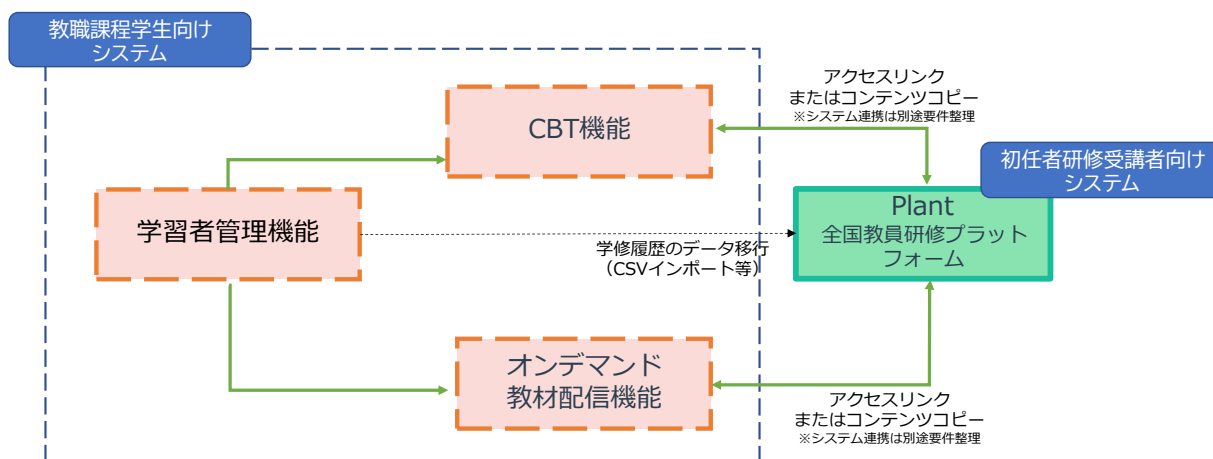 教職課程学生向け
システム
アクセスリンク
またはコンテンツコピー
※システム連携は別途要件整理
CBT機能
初任者研修受講者向け
システム
学習者管理機能
Plant
全国教員研修プラット
フォーム
学修履歴のデータ移行
（CSVインポート等）
オンデマンド
教材配信機能
アクセスリンク
またはコンテンツコピー
※システム連携は別途要件整理